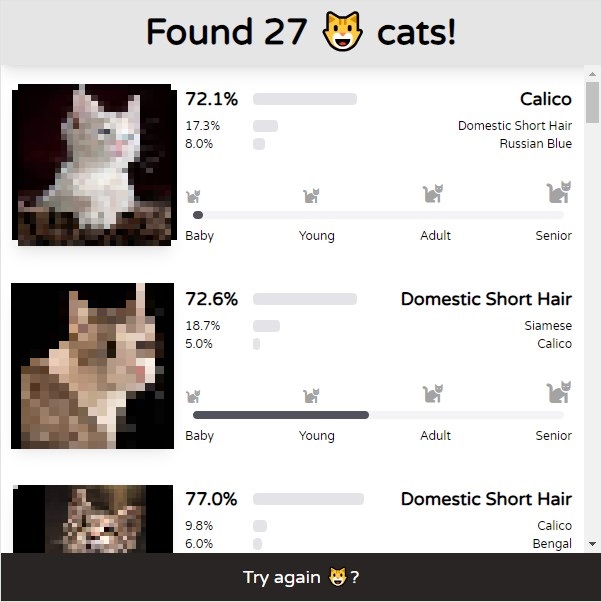 Found 27 🐱 cats!
72.1% Calico
17.3% Domestic Short Hair
8.0% Russian Blue
Baby Young Adult Senior
72.6% Domestic Short Hair
18.7% Siamese
5.0% Calico
Baby Young Adult Senior
77.0% Domestic Short Hair
9.8% Calico
6.0% Bengal
Try again 🐱?